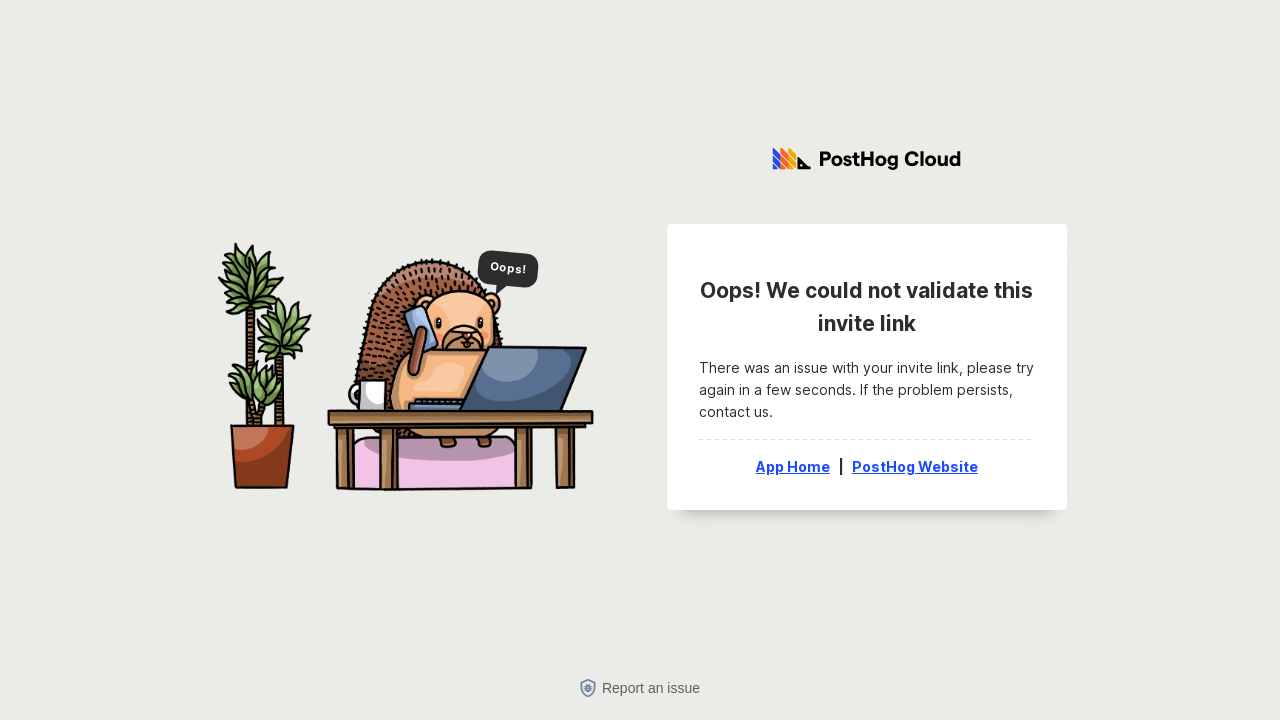 PostHog Cloud
Oops!
Oops! We could not validate this
invite link
There was an issue with your invite link, please try
again in a few seconds. If the problem persists,
contact us.
App Home | PostHog Website
Report an issue